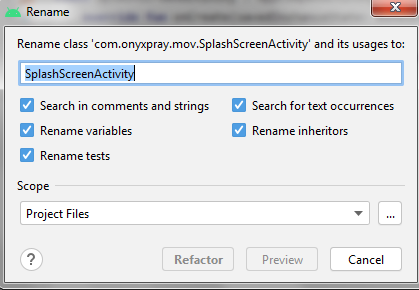 Rename
Rename class 'com.onyxpray.mov.SplashScreenActivity' and its usages to:
SplashScreenActivity
Search in comments and strings
Search for text occurrences
Rename variables
Rename inheritors
Rename tests
Scope
Project Files
...
?
Refactor
Preview
Cancel